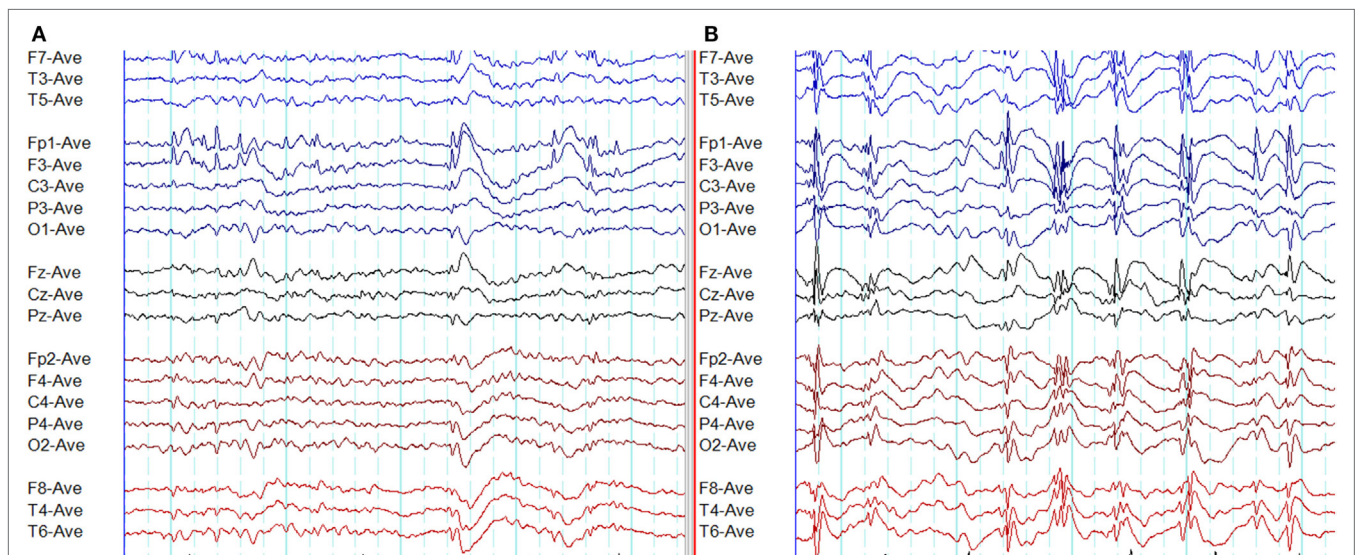 A
F7-Ave
T3-Ave
T5-Ave
Fp1-Ave
F3-Ave
C3-Ave
P3-Ave
O1-Ave
Fz-Ave
Cz-Ave
Pz-Ave
Fp2-Ave
F4-Ave
C4-Ave
P4-Ave
O2-Ave
F8-Ave
T4-Ave
T6-Ave
B
F7-Ave
T3-Ave
T5-Ave
Fp1-Ave
F3-Ave
C3-Ave
P3-Ave
O1-Ave
Fz-Ave
Cz-Ave
Pz-Ave
Fp2-Ave
F4-Ave
C4-Ave
P4-Ave
O2-Ave
F8-Ave
T4-Ave
T6-Ave